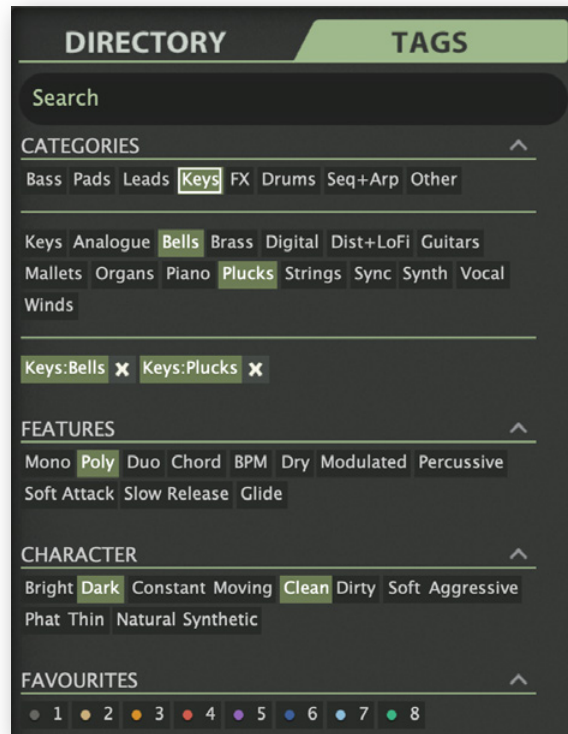 DIRECTORY TAGS
Search
CATEGORIES
Bass Pads Leads Keys FX Drums Seq+Arp Other
Keys Analogue Bells Brass Digital Dist+LoFi Guitars
Mallets Organs Piano Plucks Strings Sync Synth Vocal
Winds
Keys:Bells x Keys:Plucks x
FEATURES
Mono Poly Duo Chord BPM Dry Modulated Percussive
Soft Attack Slow Release Glide
CHARACTER
Bright Dark Constant Moving Clean Dirty Soft Aggressive
Phat Thin Natural Synthetic
FAVOURITES
1 2 3 4 5 6 7 8